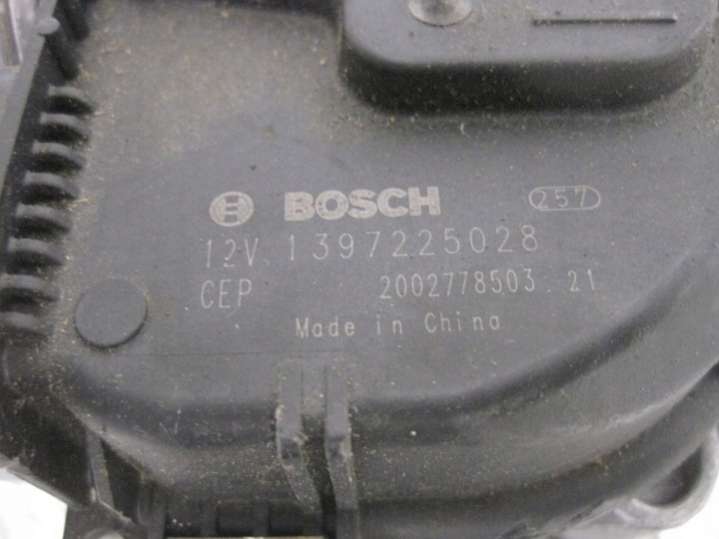 BOSCH 257
12V 1397225028
CEP 2002778503 21
Made in China